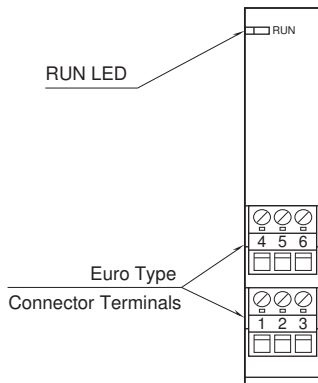 RUN
RUN LED
4 5 6
Euro Type
Connector Terminals
1 2 3